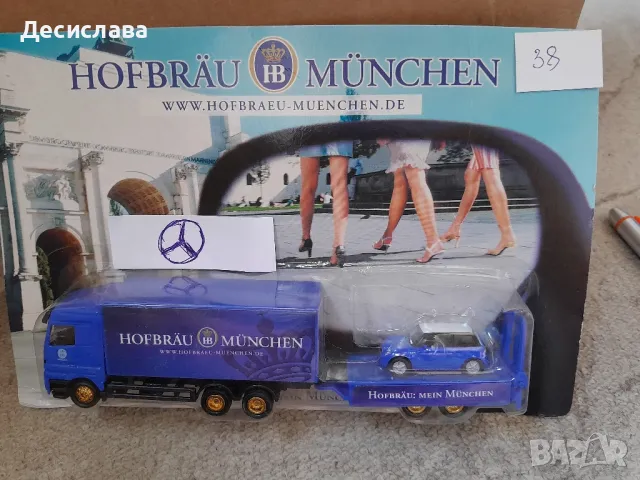 Десислава
HOFBRÄU HB MÜNCHEN
WWW.HOFBRAEU-MUENCHEN.DE
38
HOFBRÄU HB MÜNCHEN
WWW.HOFBRAEU-MUENCHEN.DE
HOFBRÄU: MEIN MÜNCHEN
BAZAR